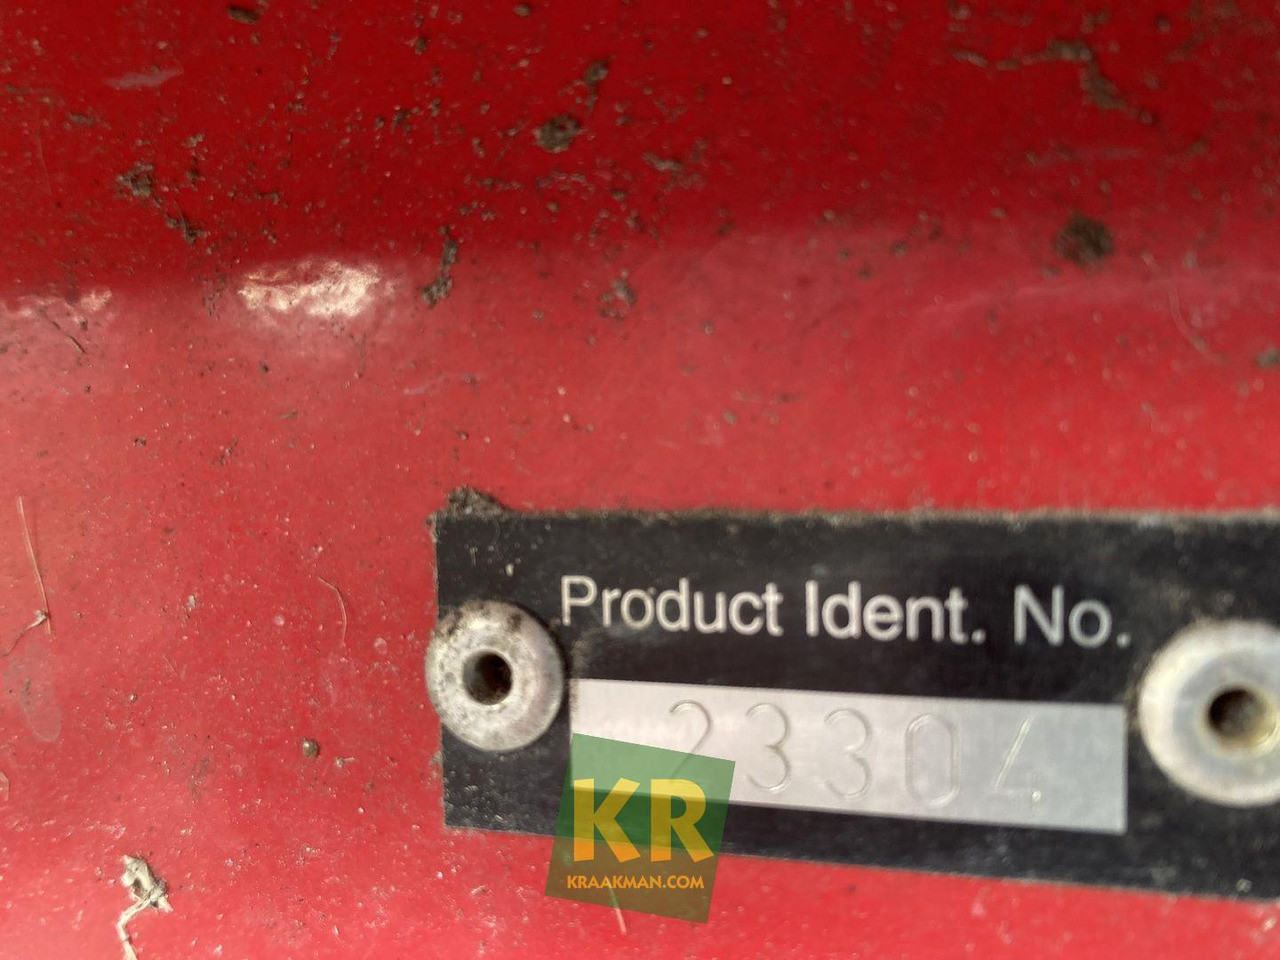 Product Ident. No.
23304
KR
KRAAKMAN.COM